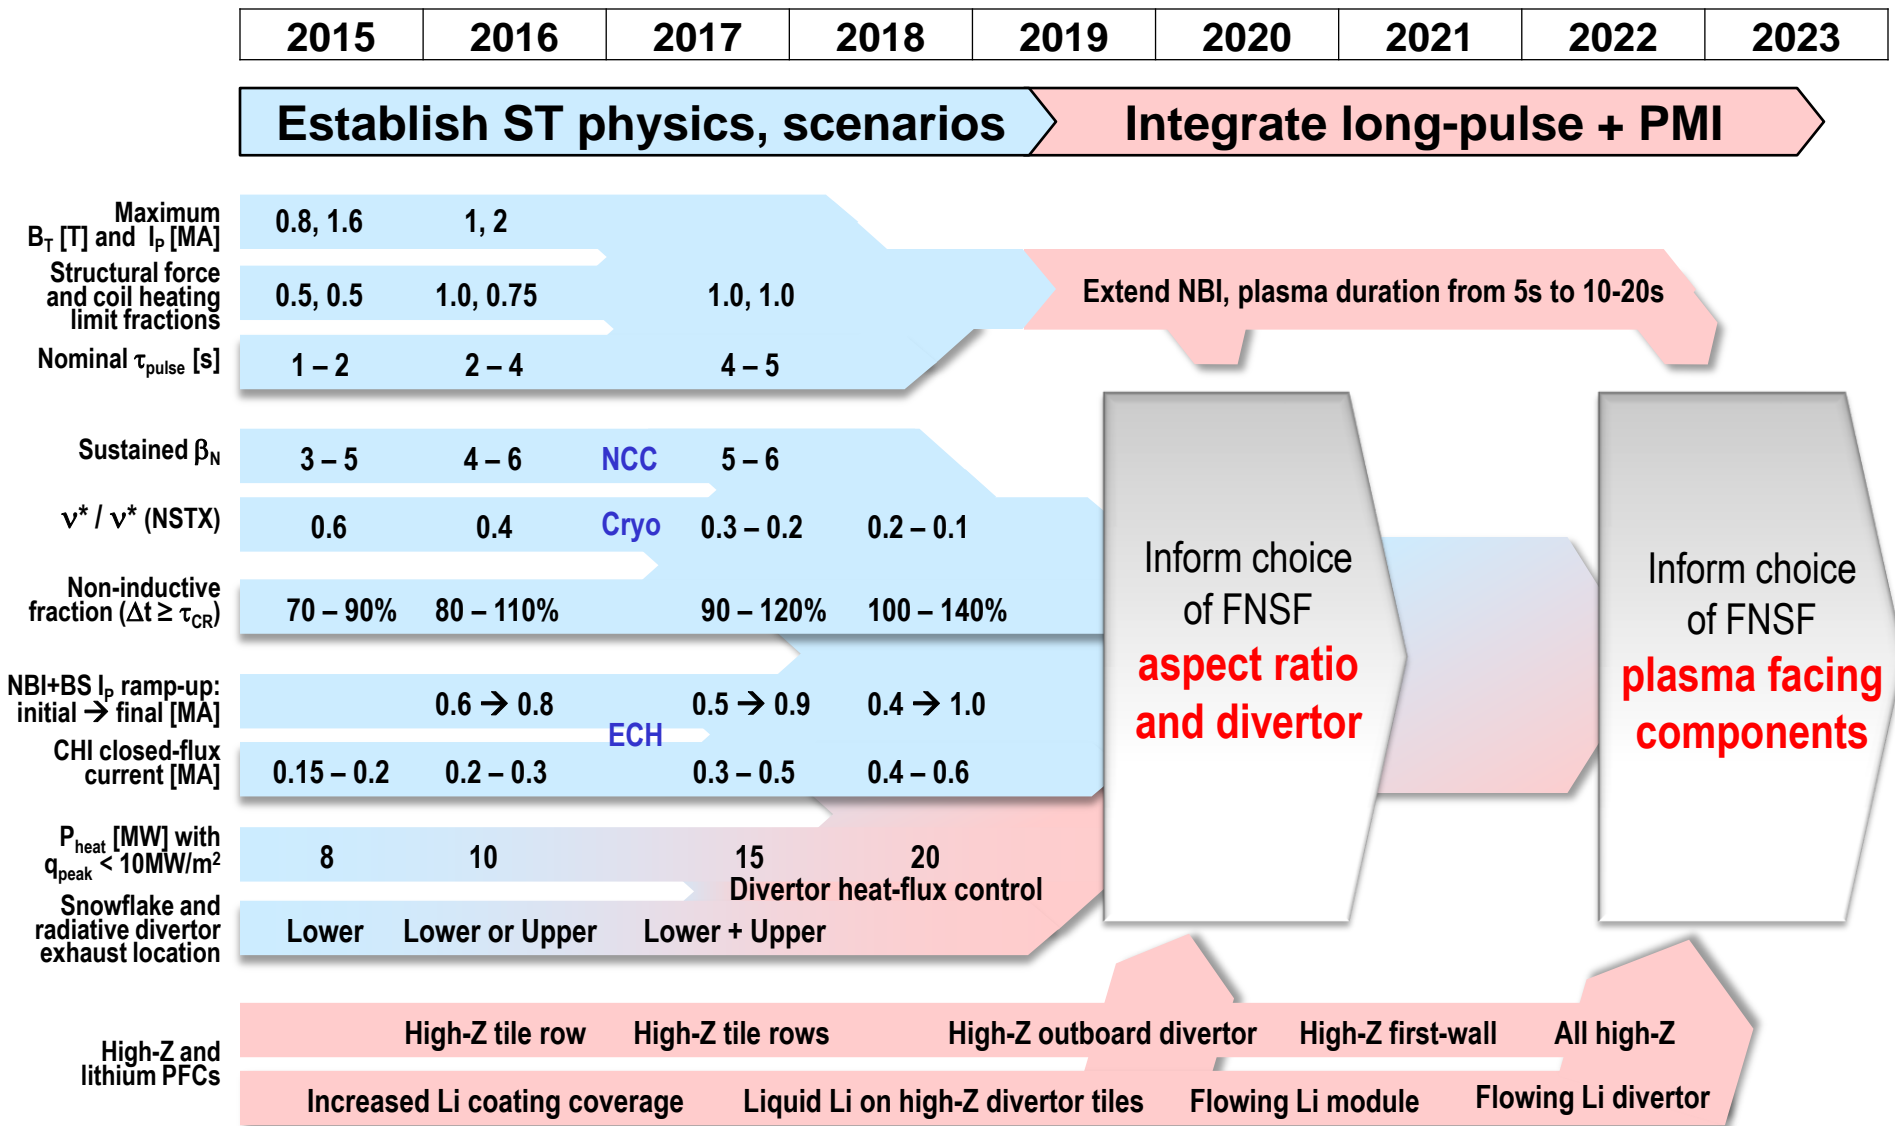 2015 2016 2017 2018 2019 2020 2021 2022 2023
Establish ST physics, scenarios Integrate long-pulse + PMI
Maximum
B_T [T] and I_P [MA]
0.8, 1.6 1, 2
Structural force
and coil heating
limit fractions
0.5, 0.5 1.0, 0.75 1.0, 1.0
Extend NBI, plasma duration from 5s to 10-20s
Nominal τ_pulse [s]
1 – 2 2 – 4 4 – 5
Sustained β_N
3 – 5 4 – 6 NCC 5 – 6
ν* / ν* (NSTX)
0.6 0.4 Cryo 0.3 – 0.2 0.2 – 0.1
Non-inductive
fraction (Δt ≥ τ_CR)
70 – 90% 80 – 110% 90 – 120% 100 – 140%
NBI+BS I_P ramp-up:
initial → final [MA]
0.6 → 0.8 0.5 → 0.9 0.4 → 1.0
ECH
CHI closed-flux
current [MA]
0.15 – 0.2 0.2 – 0.3 0.3 – 0.5 0.4 – 0.6
P_heat [MW] with
q_peak < 10MW/m²
8 10 15 20
Divertor heat-flux control
Snowflake and
radiative divertor
exhaust location
Lower Lower or Upper Lower + Upper
Inform choice
of FNSF
aspect ratio
and divertor
Inform choice
of FNSF
plasma facing
components
High-Z and
lithium PFCs
High-Z tile row High-Z tile rows High-Z outboard divertor High-Z first-wall All high-Z
Increased Li coating coverage Liquid Li on high-Z divertor tiles Flowing Li module Flowing Li divertor